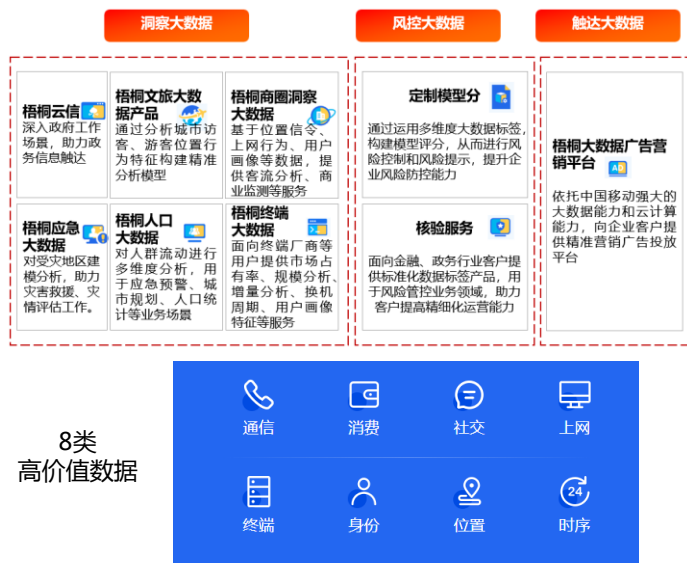 洞察大数据
风控大数据
触达大数据
梧桐云信
深入政府工作
场景，助力政
务信息触达
梧桐文旅大数
据产品
通过分析城市访
客、游客位置行
为特征构建精准
分析模型
梧桐商圈洞察
大数据
基于位置信令、
上网行为、用户
画像等数据，提
供客流分析、商
业监测等服务
定制模型分
通过运用多维度大数据标签，
构建模型评分，从而进行风
险控制和风险提示，提升企
业风险防控能力
梧桐大数据广告营
销平台
AD
依托中国移动强大的
大数据能力和云计算
能力，向企业客户提
供精准营销广告投放
平台
梧桐应急
大数据
对受灾地区建
模分析，助力
灾害救援、灾
情评估工作。
梧桐人口
大数据
对人群流动进行
多维度分析，用
于应急预警、城
市规划、人口统
计等业务场景
梧桐终端
大数据
面向终端厂商等
用户提供市场占
有率、规模分析、
增量分析、换机
周期、用户画像
特征等服务
核验服务
面向金融、政务行业客户提
供标准化数据标签产品，用
于风险管控业务领域，助力
客户提高精细化运营能力
8类
高价值数据
通信
消费
社交
上网
终端
身份
位置
24
时序